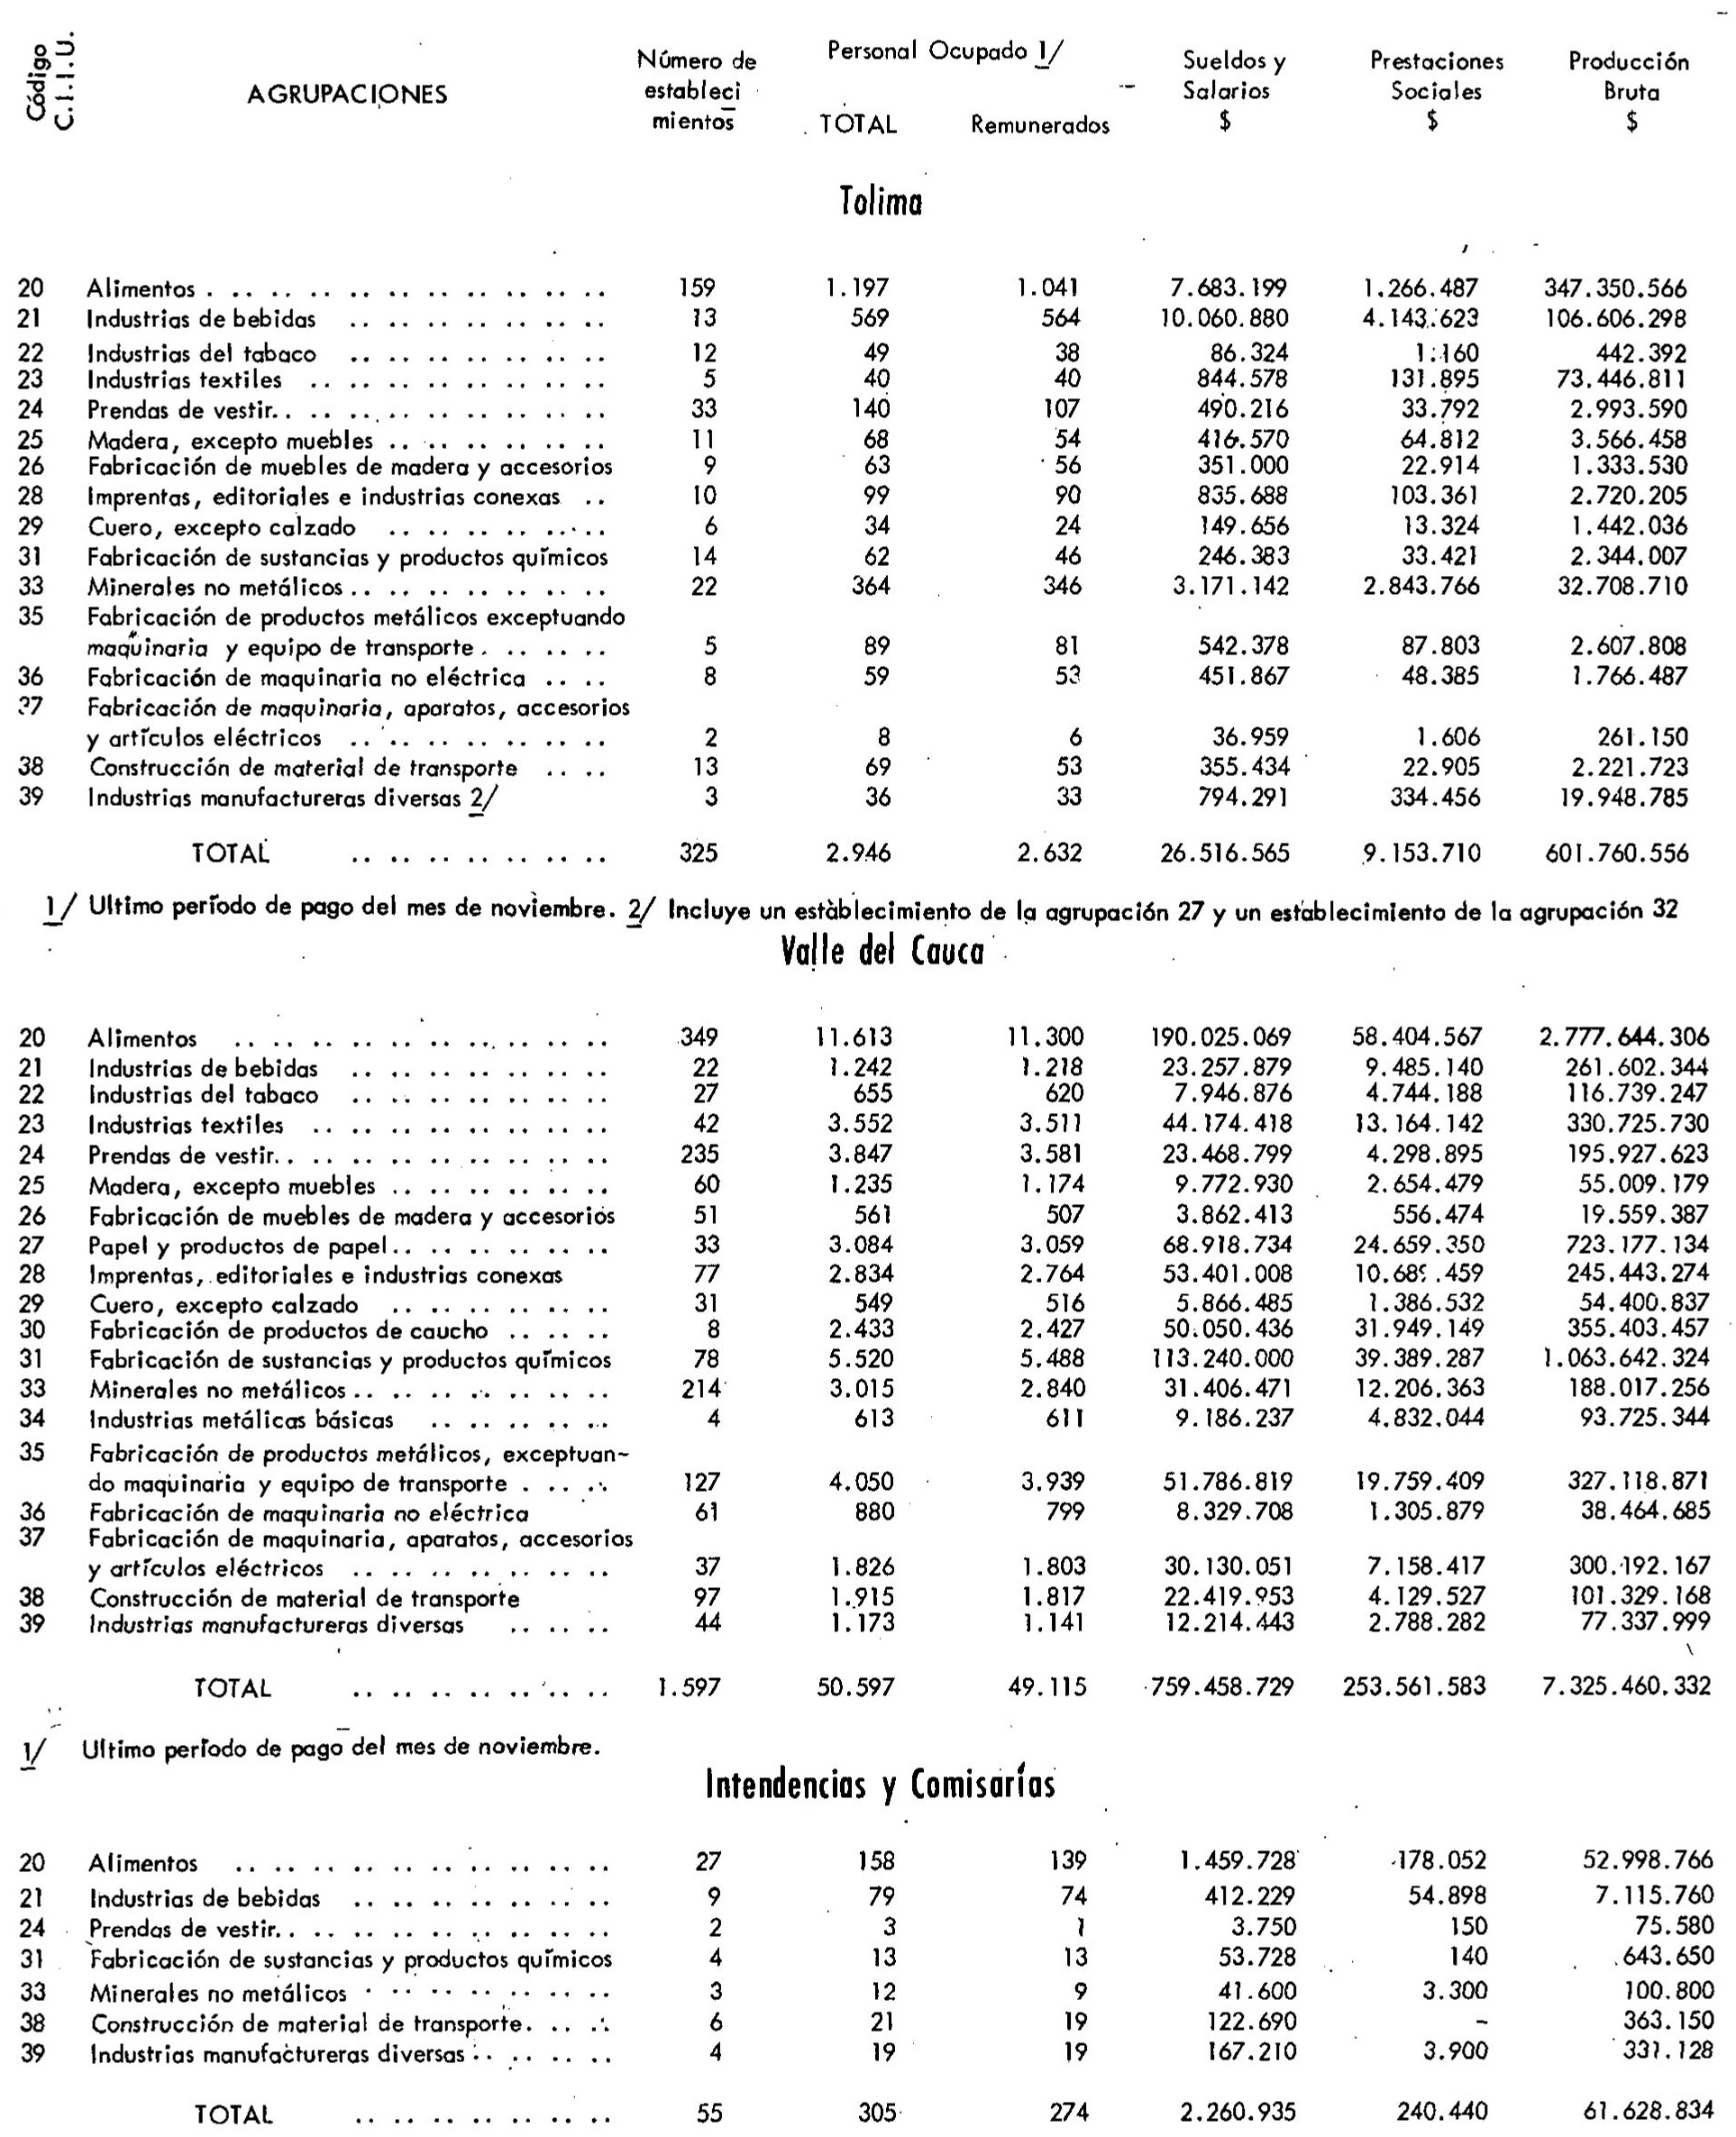 Código C.I.I.U. AGRUPACIONES Número de estableci mientos Personal Ocupado 1/ TOTAL Remunerados Sueldos y Salarios $ Prestaciones Sociales $ Producción Bruta $
Tolima
20 Alimentos 159 1.197 1.041 7.683.199 1.266.487 347.350.566
21 Industrias de bebidas 13 569 564 10.060.880 4.143.623 106.606.298
22 Industrias del tabaco 12 49 38 86.324 1.160 442.392
23 Industrias textiles 5 40 40 844.578 131.895 73.446.811
24 Prendas de vestir 33 140 107 490.216 33.792 2.993.590
25 Madera, excepto muebles 11 68 54 416.570 64.812 3.566.458
26 Fabricación de muebles de madera y accesorios 9 63 56 351.000 22.914 1.333.530
28 Imprentas, editoriales e industrias conexas 10 99 90 835.688 103.361 2.720.205
29 Cuero, excepto calzado 6 34 24 149.656 13.324 1.442.036
31 Fabricación de sustancias y productos químicos 14 62 46 246.383 33.421 2.344.007
33 Minerales no metálicos 22 364 346 3.171.142 2.843.766 32.708.710
35 Fabricación de productos metálicos exceptuando
maquinaria y equipo de transporte 5 89 81 542.378 87.803 2.607.808
36 Fabricación de maquinaria no eléctrica 8 59 53 451.867 48.385 1.766.487
37 Fabricación de maquinaria, aparatos, accesorios
y artículos eléctricos 2 8 6 36.959 1.606 261.150
38 Construcción de material de transporte 13 69 53 355.434 22.905 2.221.723
39 Industrias manufactureras diversas 2/ 3 36 33 794.291 334.456 19.948.785
TOTAL 325 2.946 2.632 26.516.565 9.153.710 601.760.556
1/ Ultimo período de pago del mes de noviembre. 2/ Incluye un establecimiento de la agrupación 27 y un establecimiento de la agrupación 32
Valle del Cauca
20 Alimentos 349 11.613 11.300 190.025.069 58.404.567 2.777.644.306
21 Industrias de bebidas 22 1.242 1.218 23.257.879 9.485.140 261.602.344
22 Industrias del tabaco 27 655 620 7.946.876 4.744.188 116.739.247
23 Industrias textiles 42 3.552 3.511 44.174.418 13.164.142 330.725.730
24 Prendas de vestir 235 3.847 3.581 23.468.799 4.298.895 195.927.623
25 Madera, excepto muebles 60 1.235 1.174 9.772.930 2.654.479 55.009.179
26 Fabricación de muebles de madera y accesorios 51 561 507 3.862.413 556.474 19.559.387
27 Papel y productos de papel 33 3.084 3.059 68.918.734 24.659.350 723.177.134
28 Imprentas, editoriales e industrias conexas 77 2.834 2.764 53.401.008 245.443.274
29 Cuero, excepto calzado 31 549 516 5.866.485 1.386.532 54.400.837
30 Fabricación de productos de caucho 8 2.433 2.427 50.050.436 31.949.149 355.403.457
31 Fabricación de sustancias y productos químicos 78 5.520 5.488 113.240.000 39.389.287 1.063.642.324
33 Minerales no metálicos 214 3.015 2.840 31.406.471 12.206.363 188.017.256
34 Industrias metálicas básicas 4 613 611 9.186.237 4.832.044 93.725.344
35 Fabricación de productos metálicos, exceptuan-
do maquinaria y equipo de transporte 127 4.050 3.939 51.786.819 19.759.409 327.118.871
36 Fabricación de maquinaria no eléctrica 61 880 799 8.329.708 1.305.879 38.464.685
37 Fabricación de maquinaria, aparatos, accesorios
y artículos eléctricos 37 1.826 1.803 30.130.051 7.158.417 300.192.167
38 Construcción de material de transporte 97 1.915 1.817 22.419.953 4.129.527 101.329.168
39 Industrias manufactureras diversas 44 1.173 1.141 12.214.443 2.788.282 77.337.999
TOTAL 1.597 50.597 49.115 759.458.729 253.561.583 7.325.460.332
1/ Ultimo período de pago del mes de noviembre.
Intendencias y Comisarías
20 Alimentos 27 158 139 1.459.728 178.052 52.998.766
21 Industrias de bebidas 9 79 74 412.229 54.898 7.115.760
24 Prendas de vestir 2 3 1 3.750 150 75.580
31 Fabricación de sustancias y productos químicos 4 13 13 53.728 140 643.650
33 Minerales no metálicos 3 12 9 41.600 3.300 100.800
38 Construcción de material de transporte 6 21 19 122.690 – 363.150
39 Industrias manufactureras diversas 4 19 19 167.210 3.900 331.128
TOTAL 55 305 274 2.260.935 240.440 61.628.834